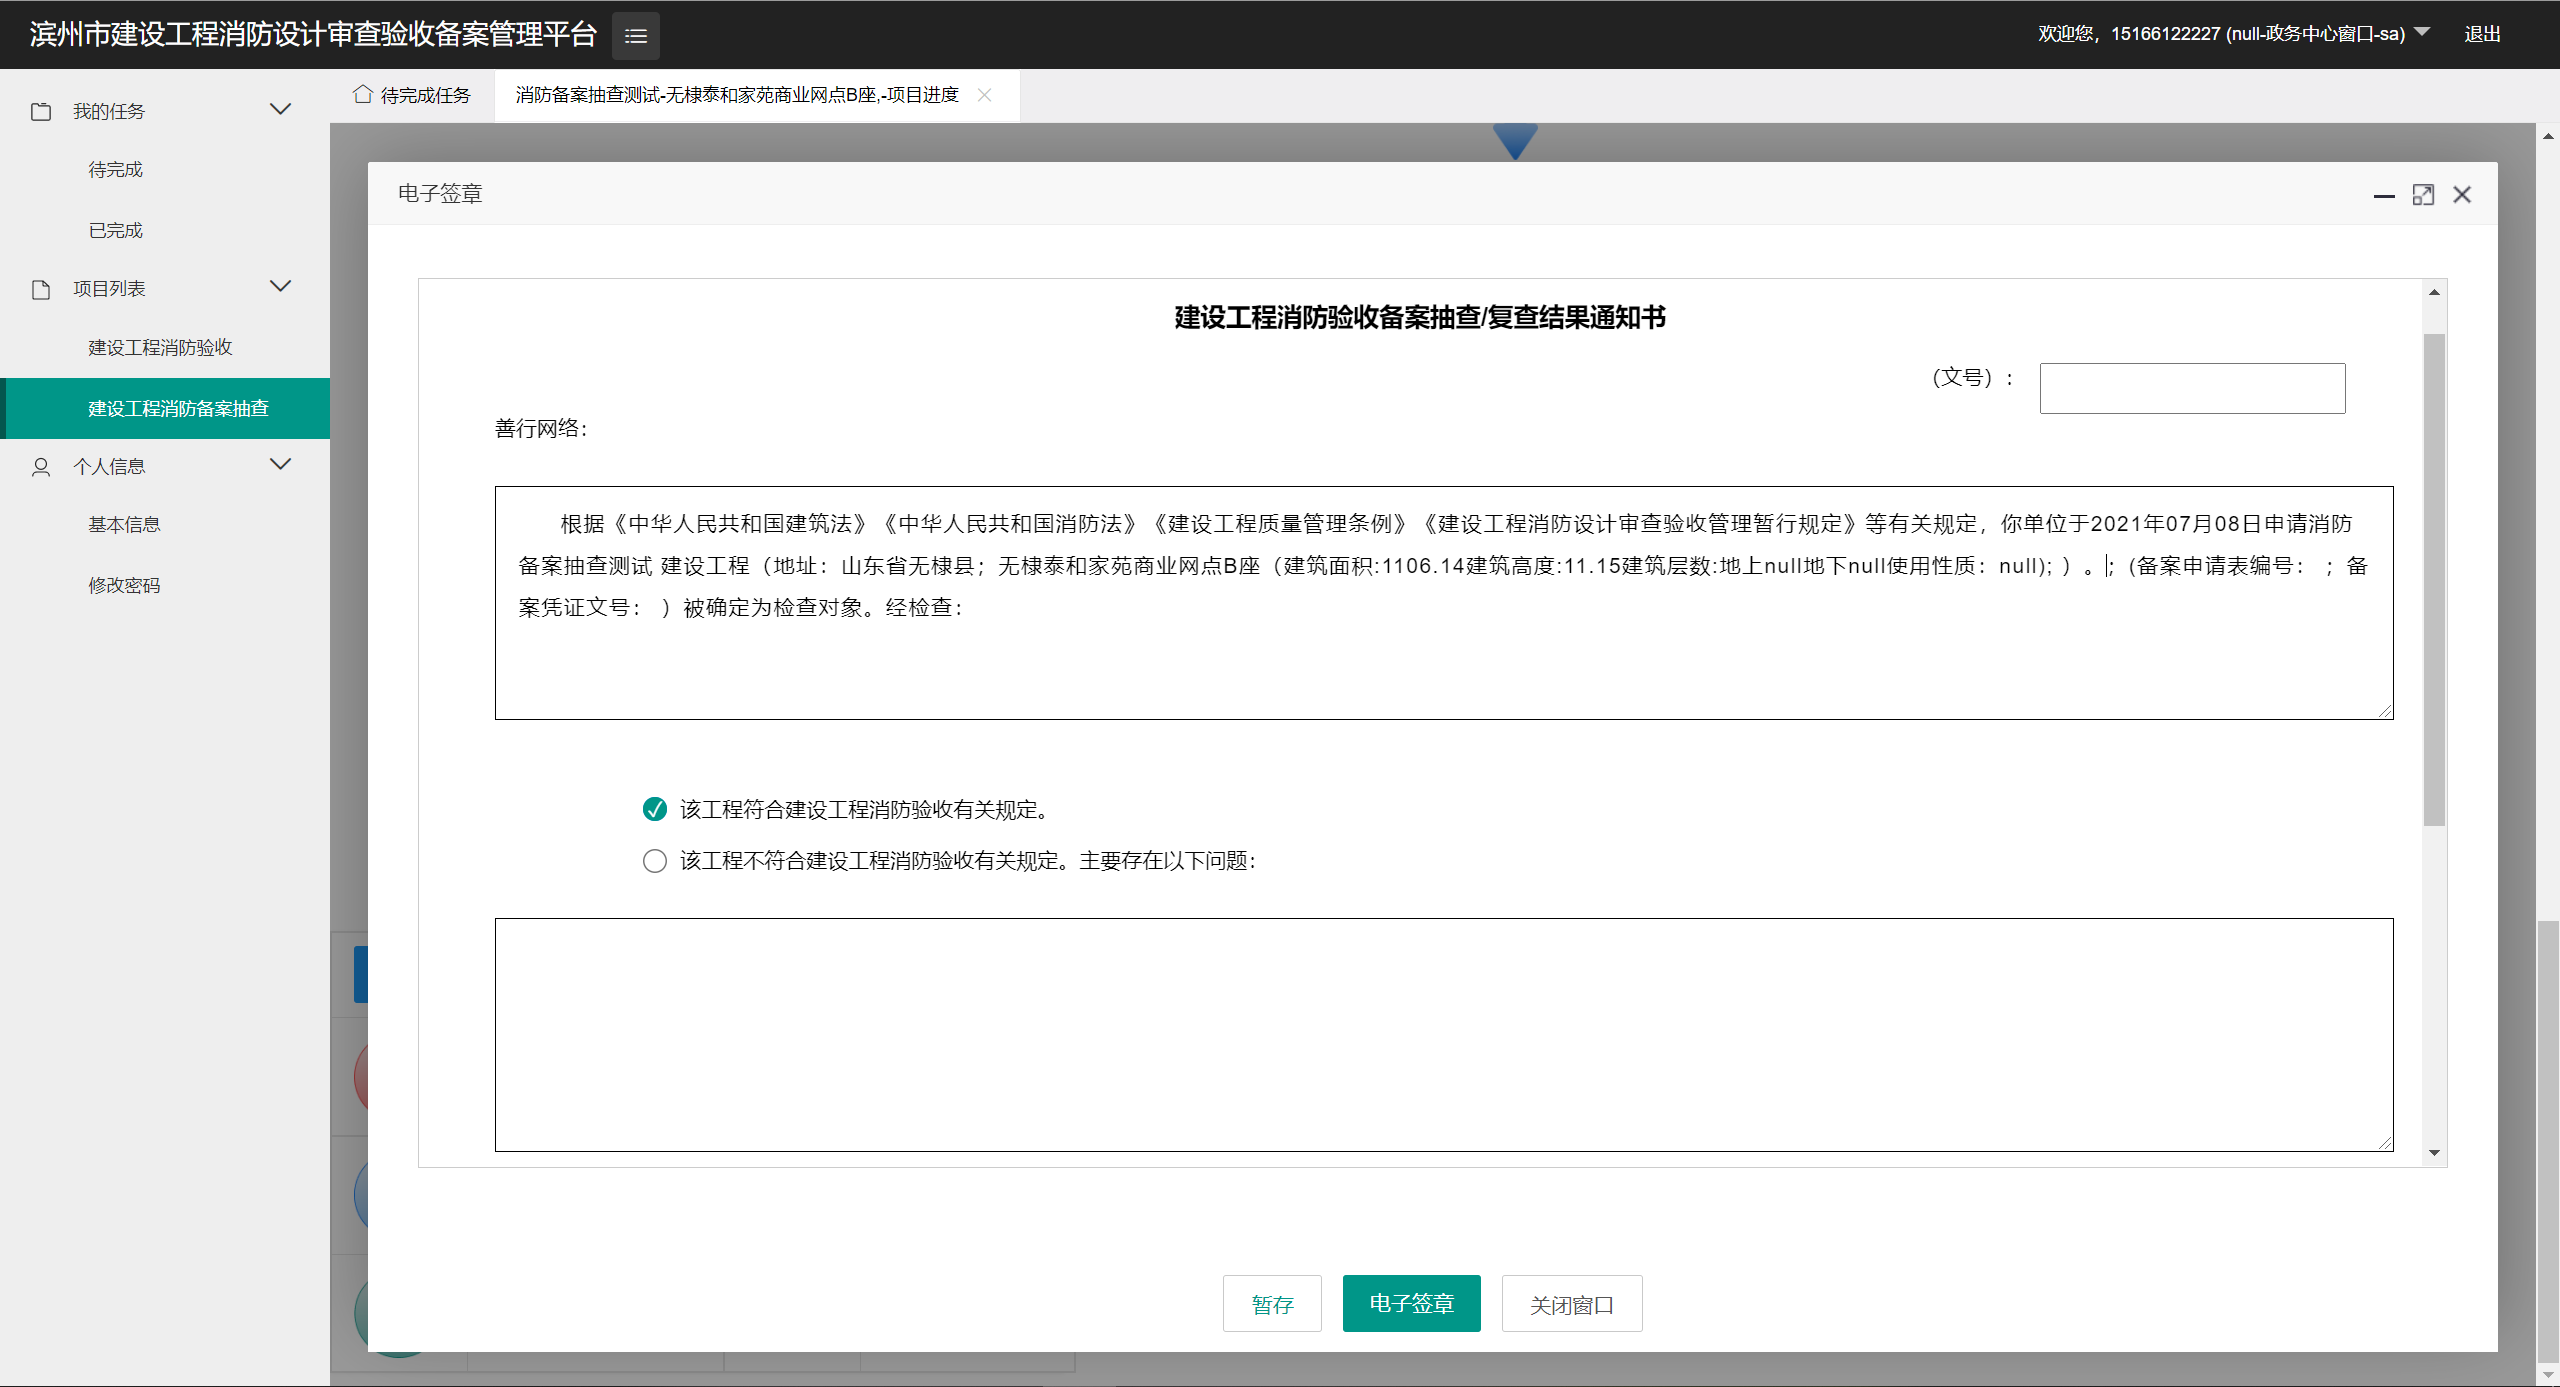 滨州市建设工程消防设计审查验收备案管理平台
欢迎您，15166122227 (null-政务中心窗口-sa)
退出
我的任务
待完成
已完成
项目列表
建设工程消防验收
建设工程消防备案抽查
个人信息
基本信息
修改密码
待完成任务
消防备案抽查测试-无棣泰和家苑商业网点B座,-项目进度
电子签章
建设工程消防验收备案抽查/复查结果通知书
（文号）：
善行网络：
根据《中华人民共和国建筑法》《中华人民共和国消防法》《建设工程质量管理条例》《建设工程消防设计审查验收管理暂行规定》等有关规定，你单位于2021年07月08日申请消防
备案抽查测试 建设工程（地址：山东省无棣县；无棣泰和家苑商业网点B座（建筑面积:1106.14建筑高度:11.15建筑层数:地上null地下null使用性质：null);）。；(备案申请表编号： ；备
案凭证文号： ）被确定为检查对象。经检查：
该工程符合建设工程消防验收有关规定。
该工程不符合建设工程消防验收有关规定。主要存在以下问题：
暂存
电子签章
关闭窗口